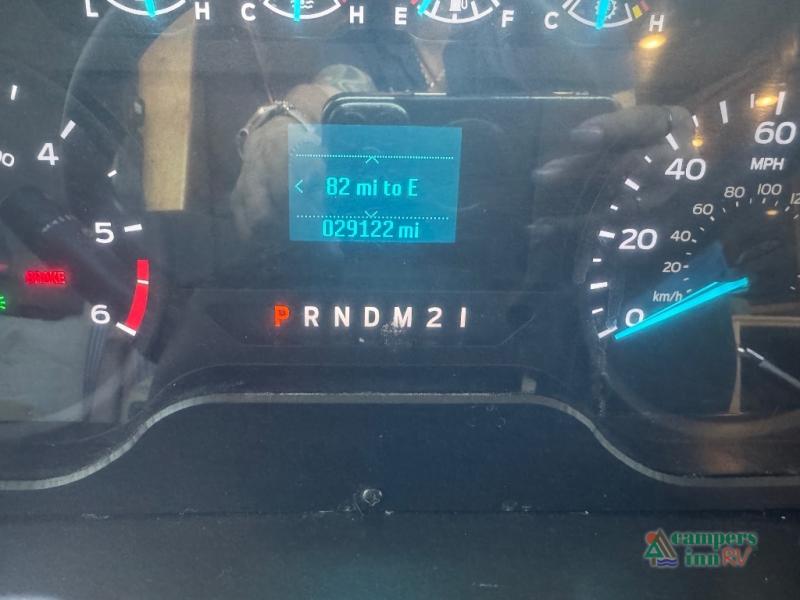 L H C H E F C H
4
5
6
BRAKE
82 mi to E
029122 mi
P R N D M 2 1
0 20 40 60
MPH
20 40 60 80 100
km/h
campers
inn RV